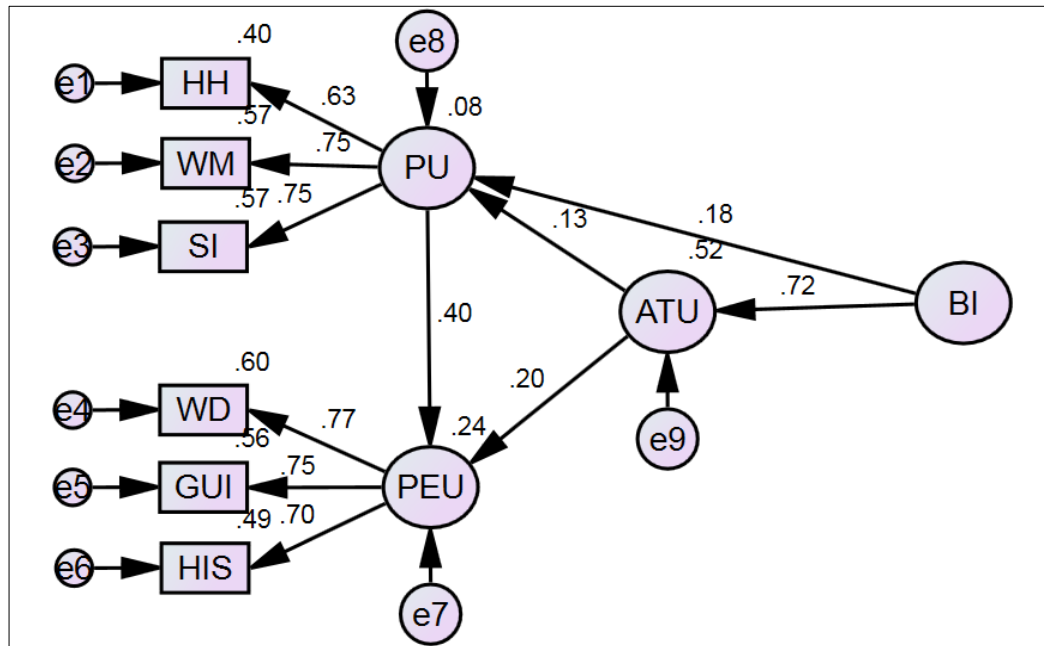 .40
e8
e1
HH
.63
.08
.57
e2
WM
.75
PU
.57
.75
e3
SI
.13
.18
.52
.72
ATU
BI
.40
.60
.20
e4
WD
.77
.24
e9
.56
e5
GUI
.75
PEU
.49
.70
e6
HIS
e7